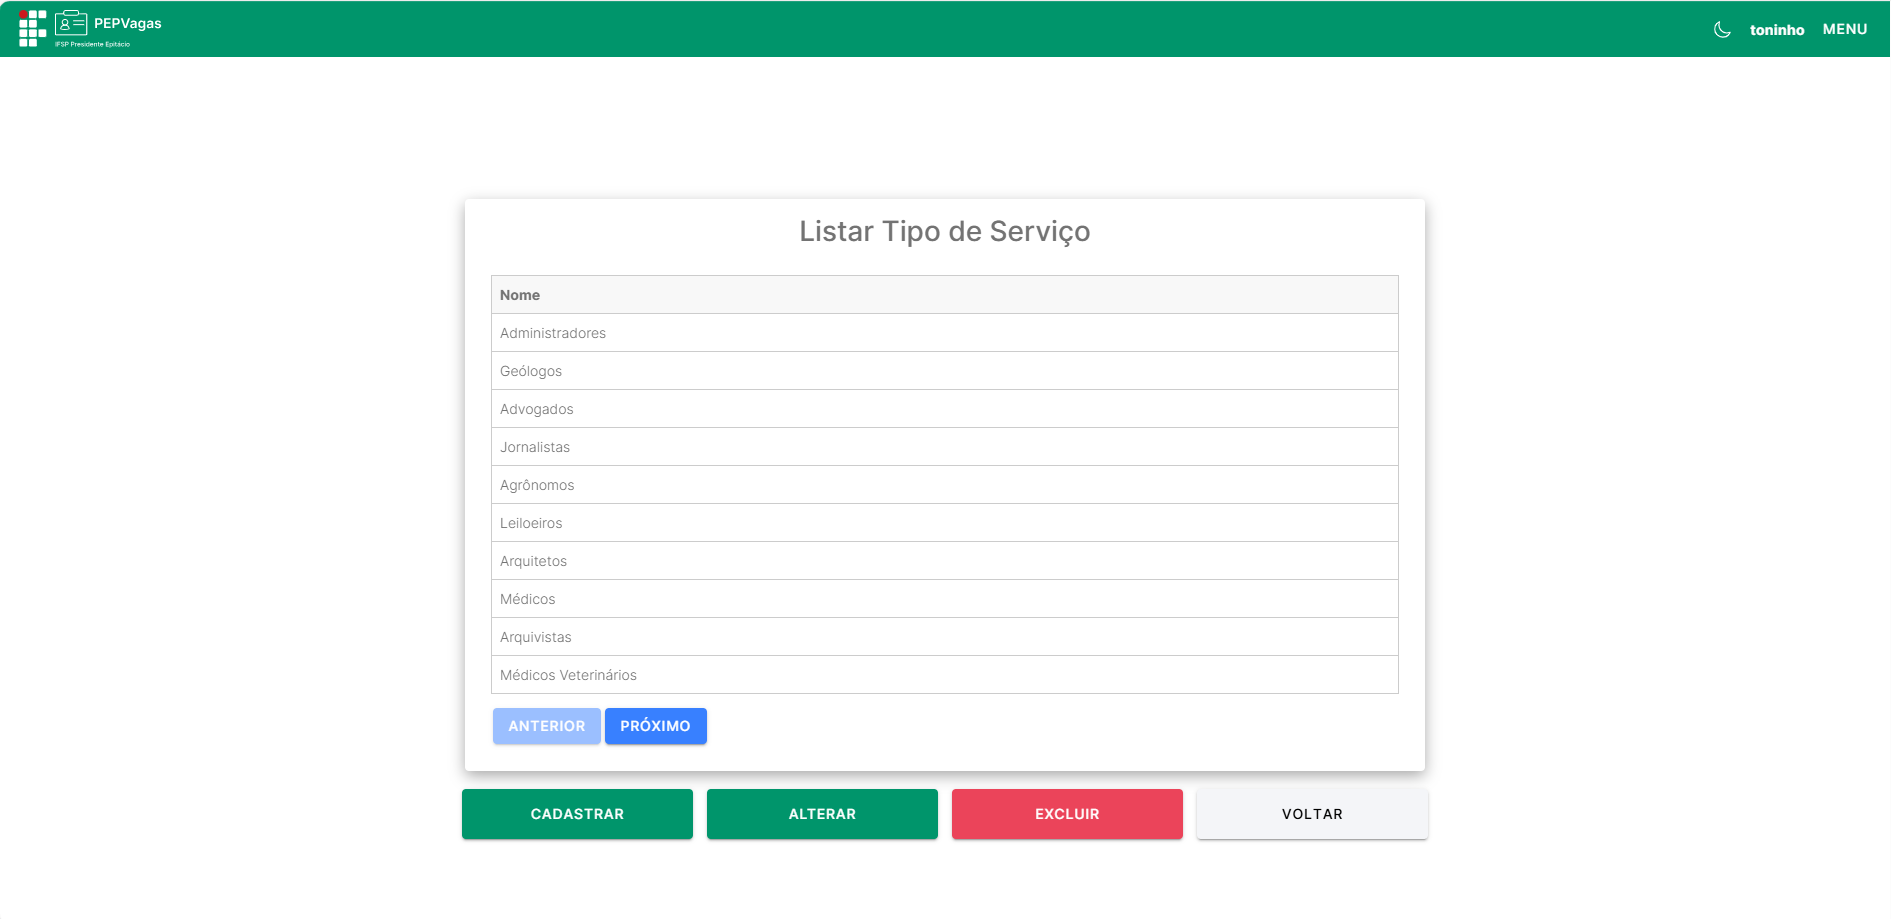 PEPVagas
IFSP Presidente Epitácio
toninho
MENU
Listar Tipo de Serviço
Nome
Administradores
Geólogos
Advogados
Jornalistas
Agrônomos
Leiloeiros
Arquitetos
Médicos
Arquivistas
Médicos Veterinários
ANTERIOR
PRÓXIMO
CADASTRAR
ALTERAR
EXCLUIR
VOLTAR